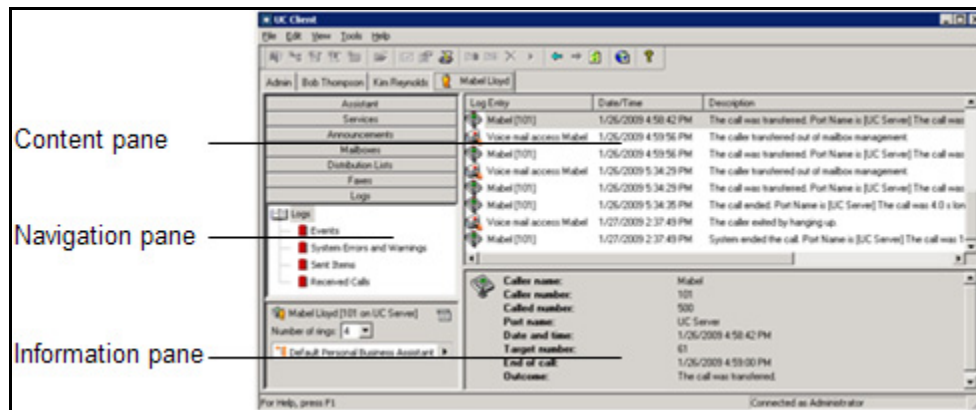 UC Client
File Edit View Tools Help
Admin Bob Thompson Kim Reynolds Mabel Lloyd
Content pane
Navigation pane
Information pane
Assistant
Services
Announcements
Mailboxes
Distribution Lists
Faxes
Logs
Logs
Events
System Errors and Warnings
Sent Items
Received Calls
Mabel Lloyd [101 on UC Server]
Number of rings: 4
Default Personal Business Assistant
Log Entry Date/Time Description
Mabel [101] 1/26/2009 4:58:42 PM The call was transferred. Port Name is [UC Server] The call was
Voice mail access Mabel 1/26/2009 4:59:56 PM The caller transferred out of mailbox management.
Mabel [101] 1/26/2009 4:59:56 PM The call was transferred. Port Name is [UC Server] The call was
Voice mail access Mabel 1/26/2009 5:34:29 PM The caller transferred out of mailbox management.
Mabel [101] 1/26/2009 5:34:29 PM The call was transferred. Port Name is [UC Server] The call was
Mabel [101] 1/26/2009 5:34:35 PM The call ended. Port Name is [UC Server] The call was 4.0 s lon
Voice mail access Mabel 1/27/2009 2:37:49 PM The caller exited by hanging up.
Mabel [101] 1/27/2009 2:37:49 PM System ended the call. Port Name is [UC Server] The call was 1
Caller name: Mabel
Caller number: 101
Called number: 500
Port name: UC Server
Date and time: 1/26/2009 4:58:42 PM
Target number: 61
End of call: 1/26/2009 4:59:00 PM
Outcome: The call was transferred.
For Help, press F1
Connected as Administrator